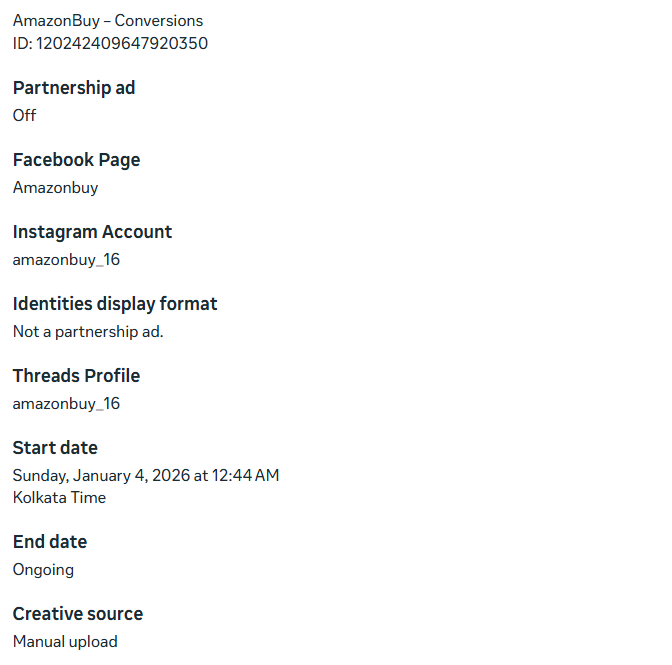 AmazonBuy – Conversions
ID: 120242409647920350
Partnership ad
Off
Facebook Page
Amazonbuy
Instagram Account
amazonbuy_16
Identities display format
Not a partnership ad.
Threads Profile
amazonbuy_16
Start date
Sunday, January 4, 2026 at 12:44 AM
Kolkata Time
End date
Ongoing
Creative source
Manual upload